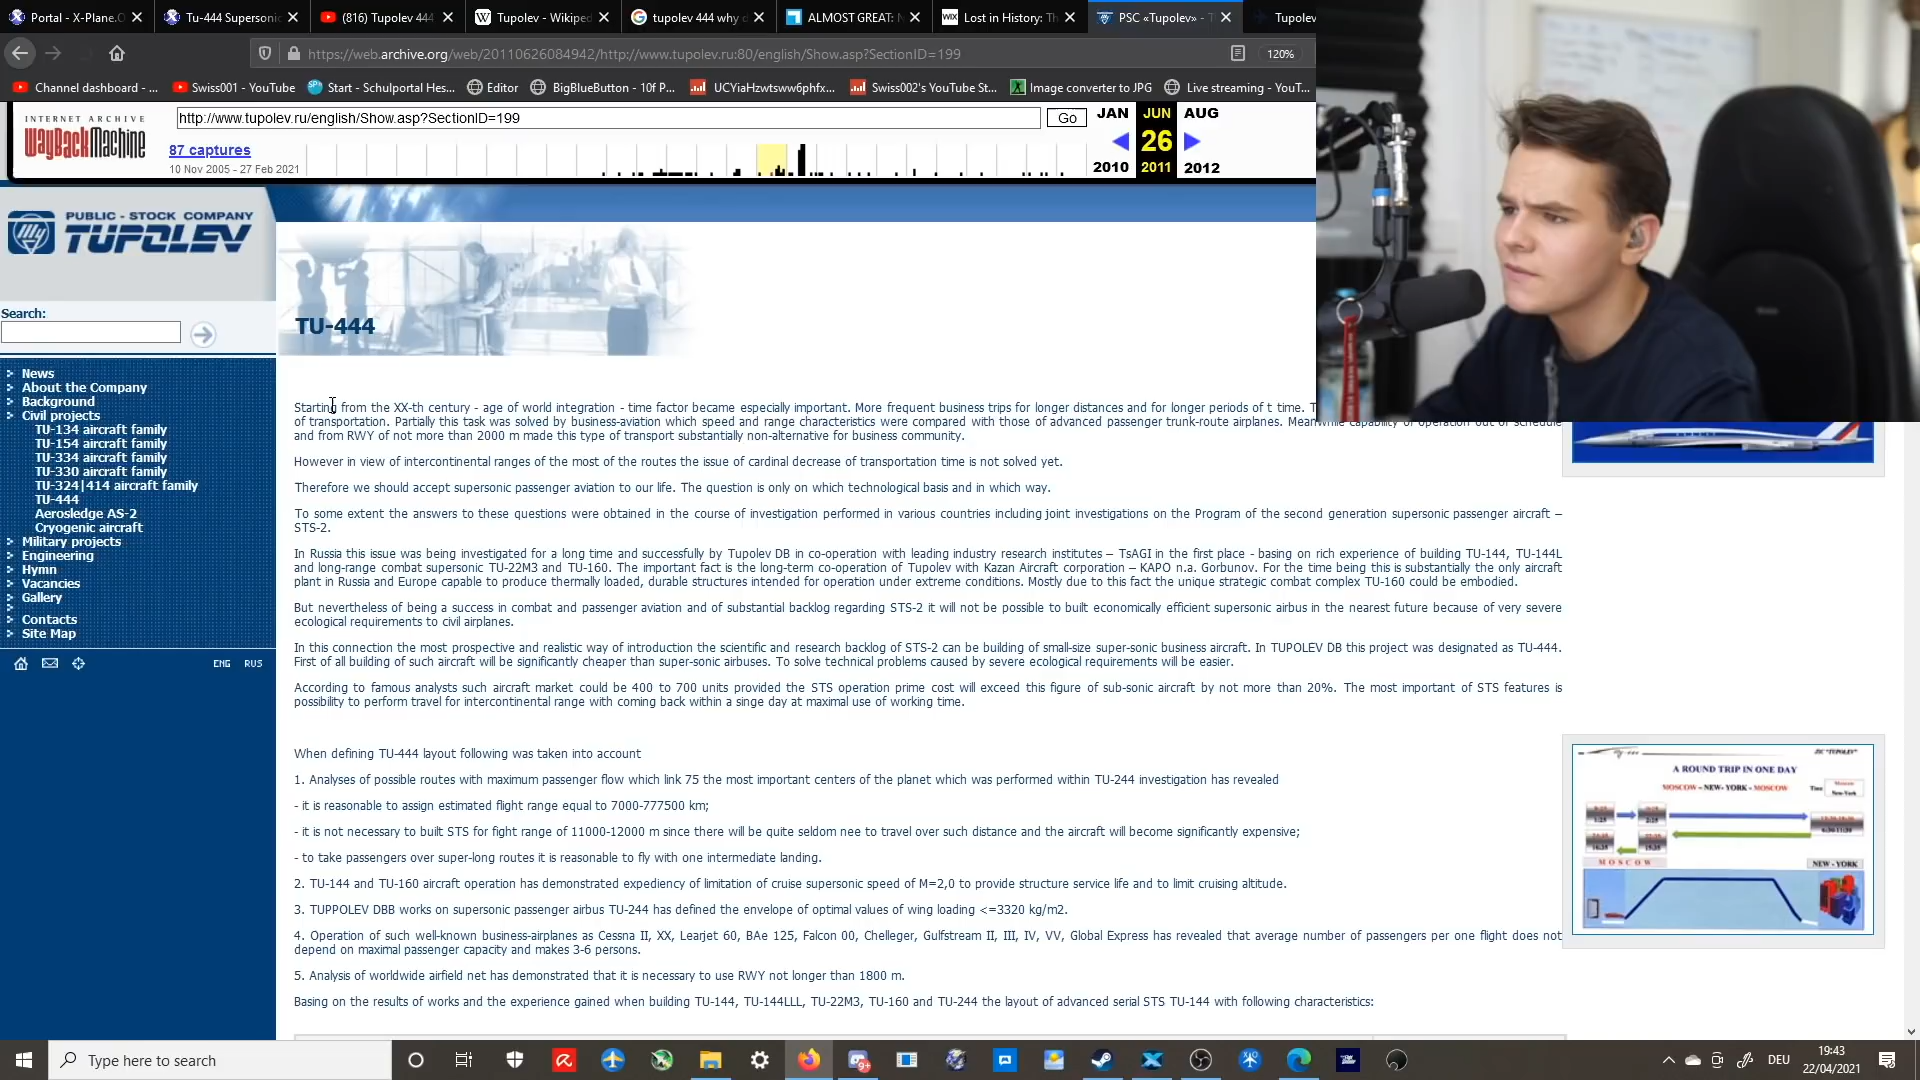 Portal - X-Plane.O
Tu-444 Supersonic
(816) Tupolev 444
Tupolev - Wikiped
tupolev 444 why d
ALMOST GREAT: N
Lost in History: Th
PSC «Tupolev» - T
Tupolev
https://web.archive.org/web/20110626084942/http://www.tupolev.ru:80/english/Show.asp?SectionID=199
120%
Channel dashboard - ...
Swiss001 - YouTube
Start - Schulportal Hes...
Editor
BigBlueButton - 10f P...
UCYiaHzwtsww6phfx...
Swiss002's YouTube St...
Image converter to JPG
Live streaming - YouT...
INTERNET ARCHIVE
WayBackMachine
http://www.tupolev.ru/english/Show.asp?SectionID=199
Go
JAN JUN AUG
87 captures
26
10 Nov 2005 - 27 Feb 2021
2010 2011 2012
PUBLIC - STOCK COMPANY
TUPOLEV
Search:
TU-444
News
About the Company
Background
Civil projects
TU-134 aircraft family
TU-154 aircraft family
TU-334 aircraft family
TU-330 aircraft family
TU-324|414 aircraft family
TU-444
Aerosledge AS-2
Cryogenic aircraft
Military projects
Engineering
Hymn
Vacancies
Gallery
Contacts
Site Map
ENG RUS
Starting from the XX-th century - age of world integration - time factor became especially important. More frequent business trips for longer distances and for longer periods of t time. T
of transportation. Partially this task was solved by business-aviation which speed and range characteristics were compared with those of advanced passenger trunk-route airplanes. Meanwhile capability of operation out of schedule
and from RWY of not more than 2000 m made this type of transport substantially non-alternative for business community.
However in view of intercontinental ranges of the most of the routes the issue of cardinal decrease of transportation time is not solved yet.
Therefore we should accept supersonic passenger aviation to our life. The question is only on which technological basis and in which way.
To some extent the answers to these questions were obtained in the course of investigation performed in various countries including joint investigations on the Program of the second generation supersonic passenger aircraft –
STS-2.
In Russia this issue was being investigated for a long time and successfully by Tupolev DB in co-operation with leading industry research institutes – TsAGI in the first place - basing on rich experience of building TU-144, TU-144L
and long-range combat supersonic TU-22M3 and TU-160. The important fact is the long-term co-operation of Tupolev with Kazan Aircraft corporation – KAPO n.a. Gorbunov. For the time being this is substantially the only aircraft
plant in Russia and Europe capable to produce thermally loaded, durable structures intended for operation under extreme conditions. Mostly due to this fact the unique strategic combat complex TU-160 could be embodied.
But nevertheless of being a success in combat and passenger aviation and of substantial backlog regarding STS-2 it will not be possible to built economically efficient supersonic airbus in the nearest future because of very severe
ecological requirements to civil airplanes.
In this connection the most prospective and realistic way of introduction the scientific and research backlog of STS-2 can be building of small-size super-sonic business aircraft. In TUPOLEV DB this project was designated as TU-444.
First of all building of such aircraft will be significantly cheaper than super-sonic airbuses. To solve technical problems caused by severe ecological requirements will be easier.
According to famous analysts such aircraft market could be 400 to 700 units provided the STS operation prime cost will exceed this figure of sub-sonic aircraft by not more than 20%. The most important of STS features is
possibility to perform travel for intercontinental range with coming back within a singe day at maximal use of working time.
When defining TU-444 layout following was taken into account
1. Analyses of possible routes with maximum passenger flow which link 75 the most important centers of the planet which was performed within TU-244 investigation has revealed
- it is reasonable to assign estimated flight range equal to 7000-777500 km;
- it is not necessary to built STS for fight range of 11000-12000 m since there will be quite seldom nee to travel over such distance and the aircraft will become significantly expensive;
- to take passengers over super-long routes it is reasonable to fly with one intermediate landing.
2. TU-144 and TU-160 aircraft operation has demonstrated expediency of limitation of cruise supersonic speed of M=2,0 to provide structure service life and to limit cruising altitude.
3. TUPPOLEV DBB works on supersonic passenger airbus TU-244 has defined the envelope of optimal values of wing loading <=3320 kg/m2.
4. Operation of such well-known business-airplanes as Cessna II, XX, Learjet 60, BAe 125, Falcon 00, Chelleger, Gulfstream II, III, IV, VV, Global Express has revealed that average number of passengers per one flight does not
depend on maximal passenger capacity and makes 3-6 persons.
5. Analysis of worldwide airfield net has demonstrated that it is necessary to use RWY not longer than 1800 m.
Basing on the results of works and the experience gained when building TU-144, TU-144LLL, TU-22M3, TU-160 and TU-244 the layout of advanced serial STS TU-144 with following characteristics:
A ROUND TRIP IN ONE DAY
MOSCOW - NEW-YORK - MOSCOW
Time
MOSCOW
NEW-YORK
Type here to search
DEU
19:43
22/04/2021